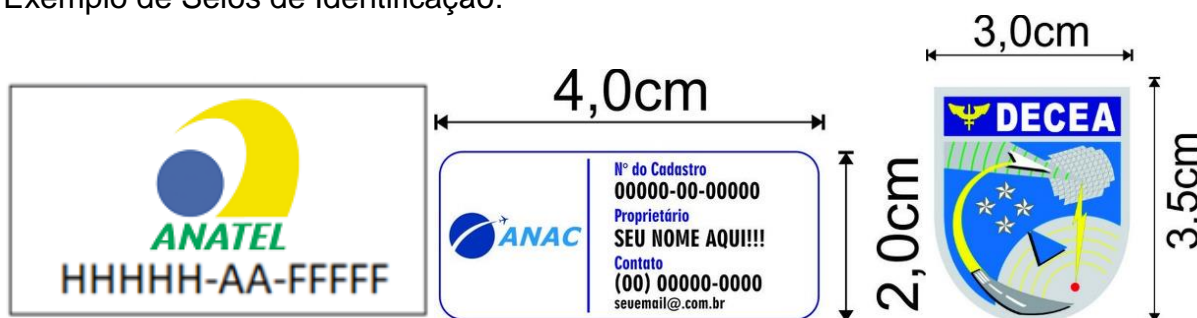 Exemplo de Selos de Identificação:
ANATEL
HHHHH-AA-FFFFF
4,0cm
ANAC
Nº do Cadastro
00000-00-00000
Proprietário
SEU NOME AQUI!!!
Contato
(00) 00000-0000
seuemail@.com.br
2,0cm
3,0cm
DECEA
3,5cm